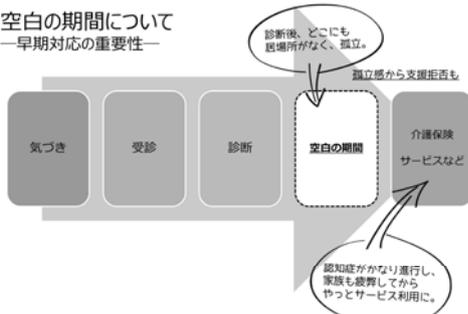 空白の期間について
―早期対応の重要性―
診断後、どこにも
居場所がなく、孤立。
孤立感から支援拒否も
気づき
受診
診断
空白の期間
介護保険
サービスなど
認知症がかなり進行し、
家族も疲弊してから
やっとサービス利用に。